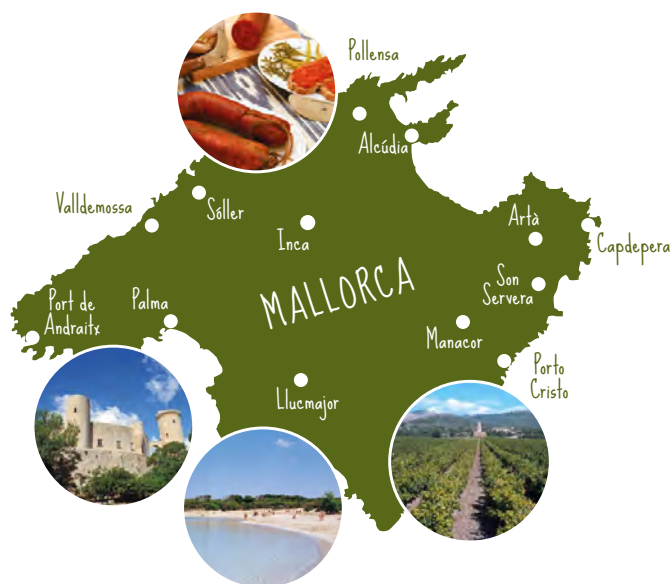 Pollensa
Alcúdia
Valldemossa
Sóller
Inca
Artà
Capdepera
MALLORCA
Son
Servera
Port de
Andraitx
Palma
Manacor
Porto
Cristo
Llucmajor